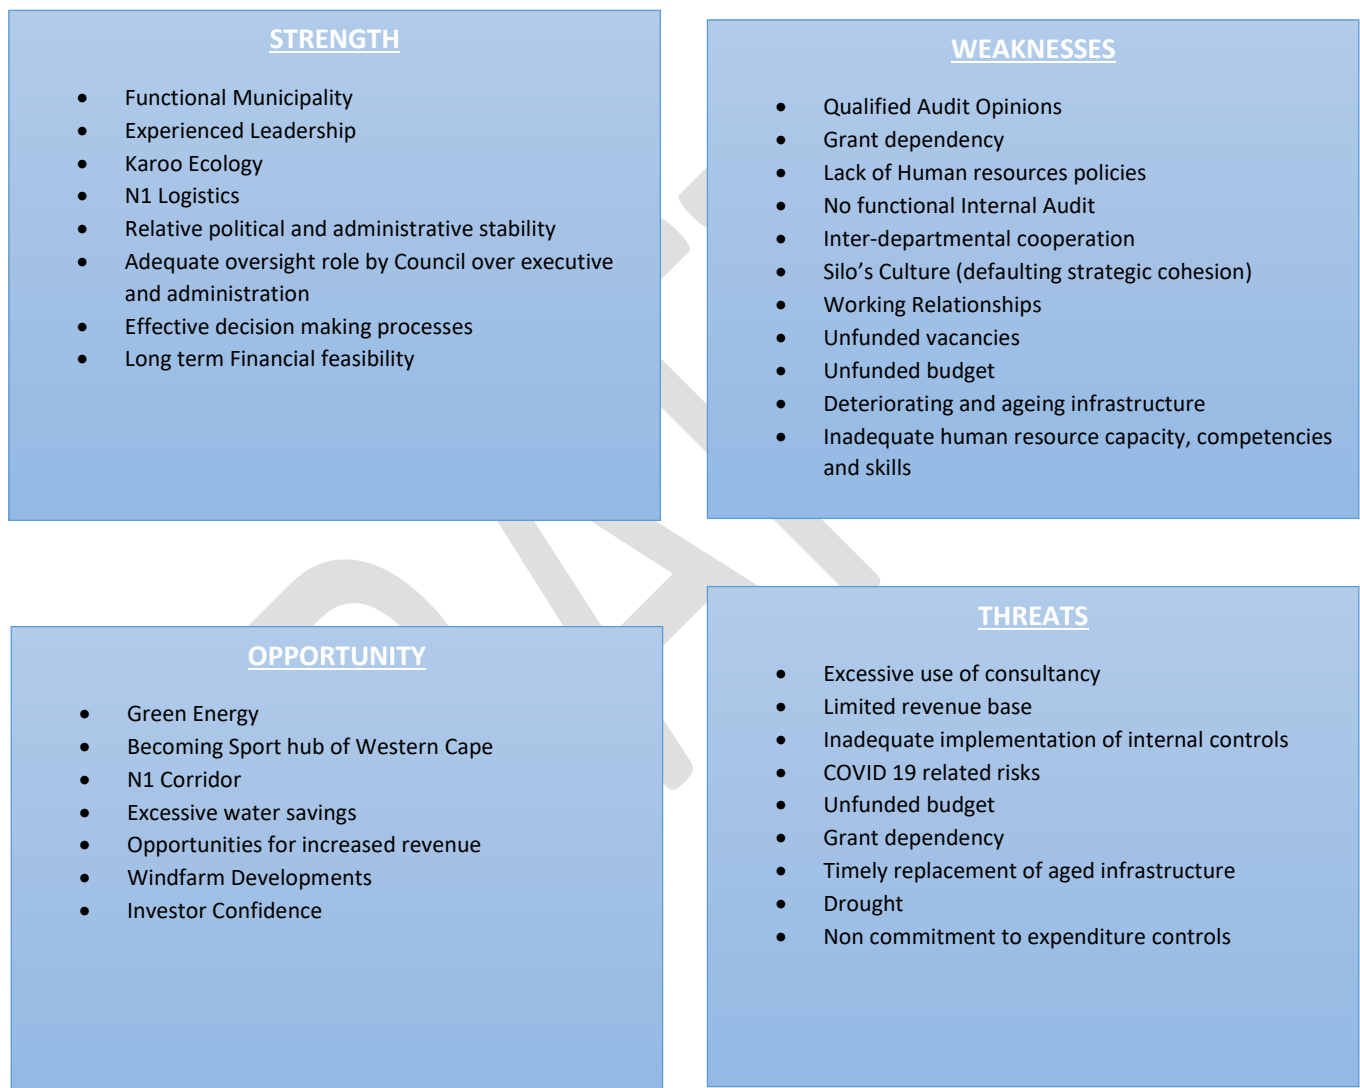 STRENGTH
• Functional Municipality
• Experienced Leadership
• Karoo Ecology
• N1 Logistics
• Relative political and administrative stability
• Adequate oversight role by Council over executive
and administration
• Effective decision making processes
• Long term Financial feasibility
WEAKNESSES
• Qualified Audit Opinions
• Grant dependency
• Lack of Human resources policies
• No functional Internal Audit
• Inter-departmental cooperation
• Silo’s Culture (defaulting strategic cohesion)
• Working Relationships
• Unfunded vacancies
• Unfunded budget
• Deteriorating and ageing infrastructure
• Inadequate human resource capacity, competencies
and skills
OPPORTUNITY
• Green Energy
• Becoming Sport hub of Western Cape
• N1 Corridor
• Excessive water savings
• Opportunities for increased revenue
• Windfarm Developments
• Investor Confidence
THREATS
• Excessive use of consultancy
• Limited revenue base
• Inadequate implementation of internal controls
• COVID 19 related risks
• Unfunded budget
• Grant dependency
• Timely replacement of aged infrastructure
• Drought
• Non commitment to expenditure controls